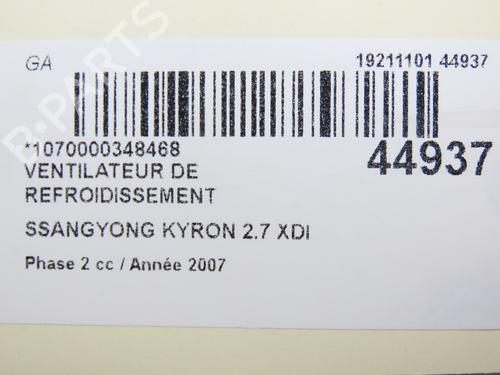 GA
19211101 44937
*1070000348468
44937
VENTILATEUR DE
REFROIDISSEMENT
SSANGYONG KYRON 2.7 XDI
Phase 2 cc / Année 2007
B-PARTS